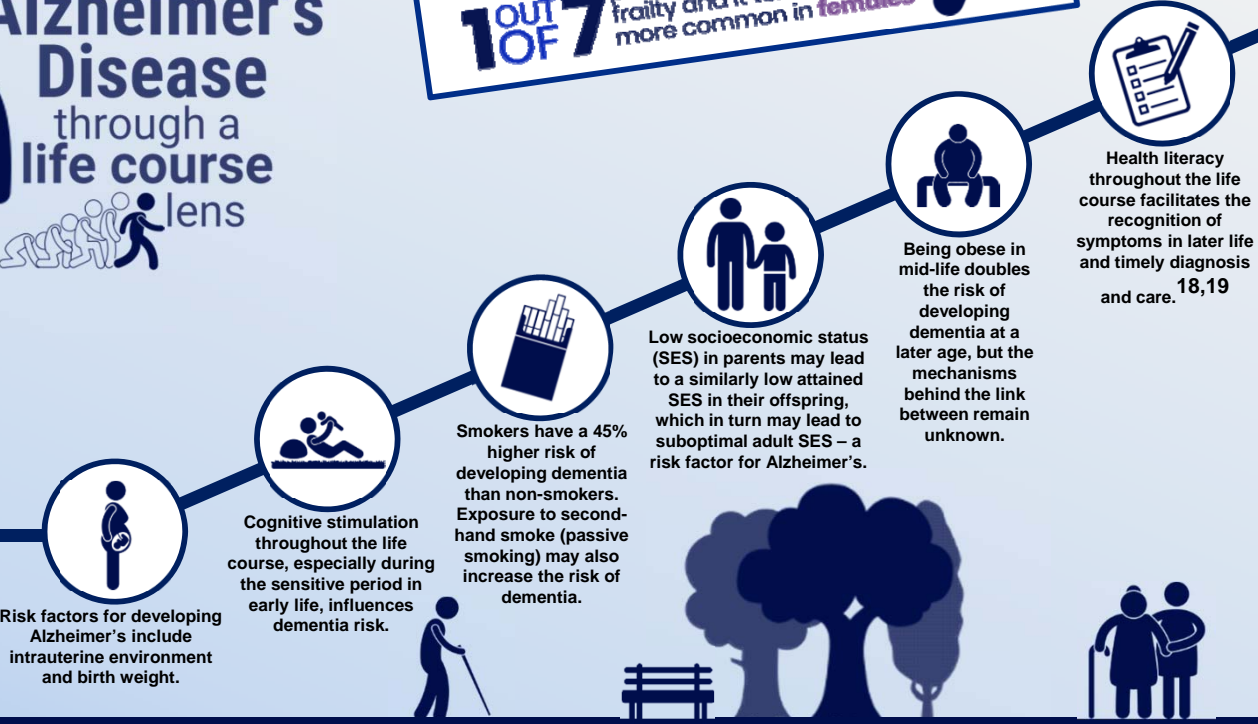 Alzheimer's
Disease
through a
life course
lens
1 OUT OF 7
frailty and it
more common in females
Risk factors for developing
Alzheimer's include
intrauterine environment
and birth weight.
Cognitive stimulation
throughout the life
course, especially during
the sensitive period in
early life, influences
dementia risk.
Smokers have a 45%
higher risk of
developing dementia
than non-smokers.
Exposure to second-
hand smoke (passive
smoking) may also
increase the risk of
dementia.
Low socioeconomic status
(SES) in parents may lead
to a similarly low attained
SES in their offspring,
which in turn may lead to
suboptimal adult SES – a
risk factor for Alzheimer's.
Being obese in
mid-life doubles
the risk of
developing
dementia at a
later age, but the
mechanisms
behind the link
between remain
unknown.
Health literacy
throughout the life
course facilitates the
recognition of
symptoms in later life
and timely diagnosis
and care.18,19